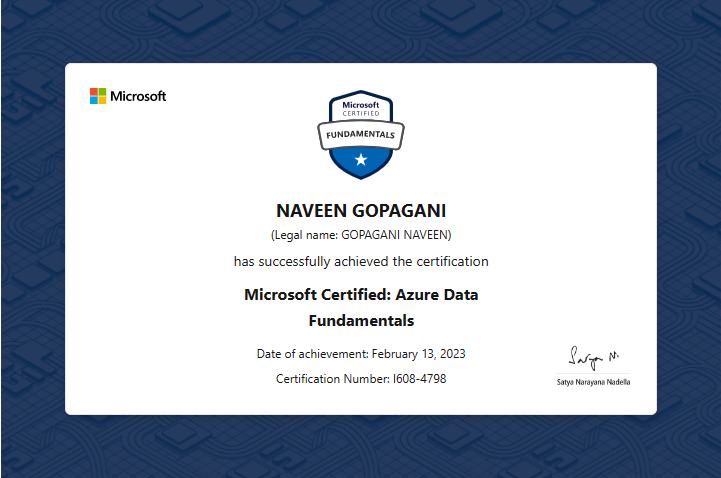 Microsoft
Microsoft
CERTIFIED
FUNDAMENTALS
NAVEEN GOPAGANI
(Legal name: GOPAGANI NAVEEN)
has successfully achieved the certification
Microsoft Certified: Azure Data
Fundamentals
Date of achievement: February 13, 2023
Certification Number: I608-4798
Satya N.
Satya Narayana Nadella